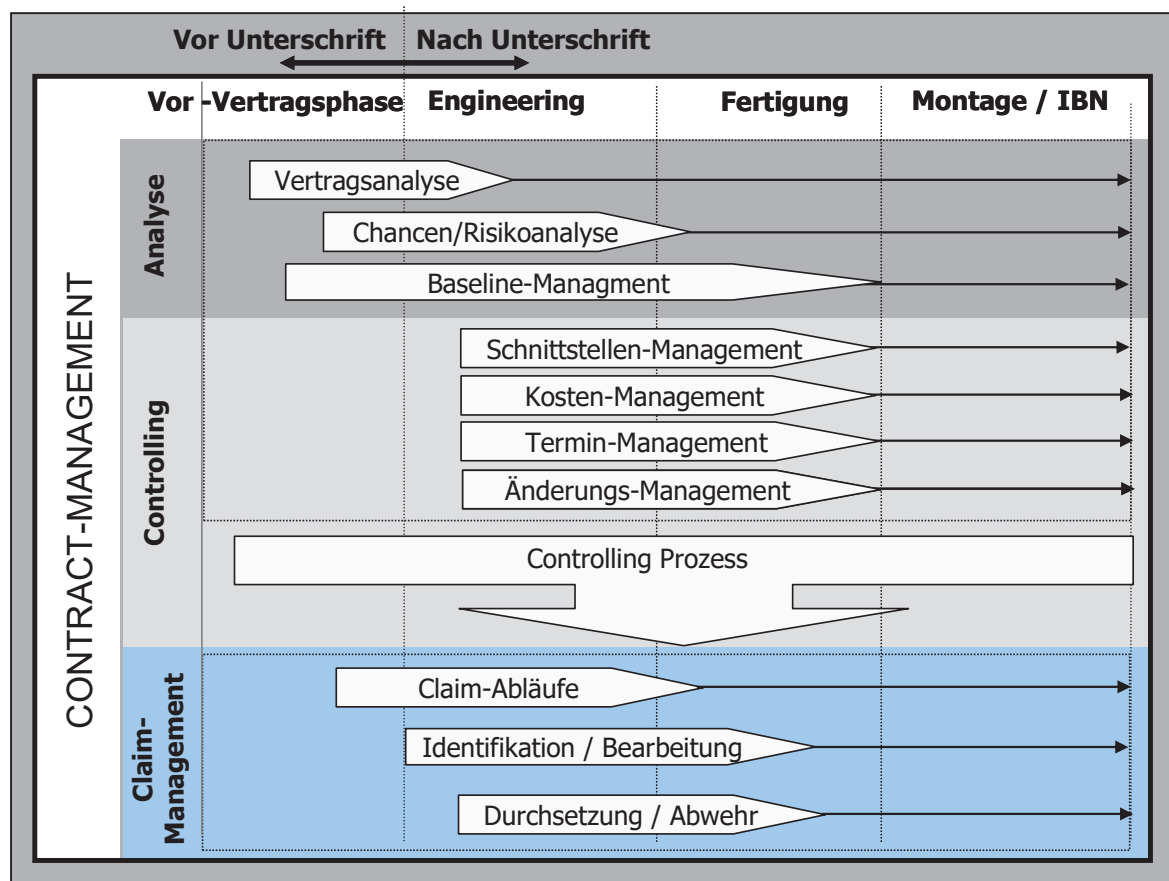 Vor Unterschrift Nach Unterschrift
Vor -Vertragsphase Engineering Fertigung Montage / IBN
CONTRACT-MANAGEMENT
Analyse
Vertragsanalyse
Chancen/Risikoanalyse
Baseline-Managment
Controlling
Schnittstellen-Management
Kosten-Management
Termin-Management
Änderungs-Management
Controlling Prozess
Claim-
Management
Claim-Abläufe
Identifikation / Bearbeitung
Durchsetzung / Abwehr